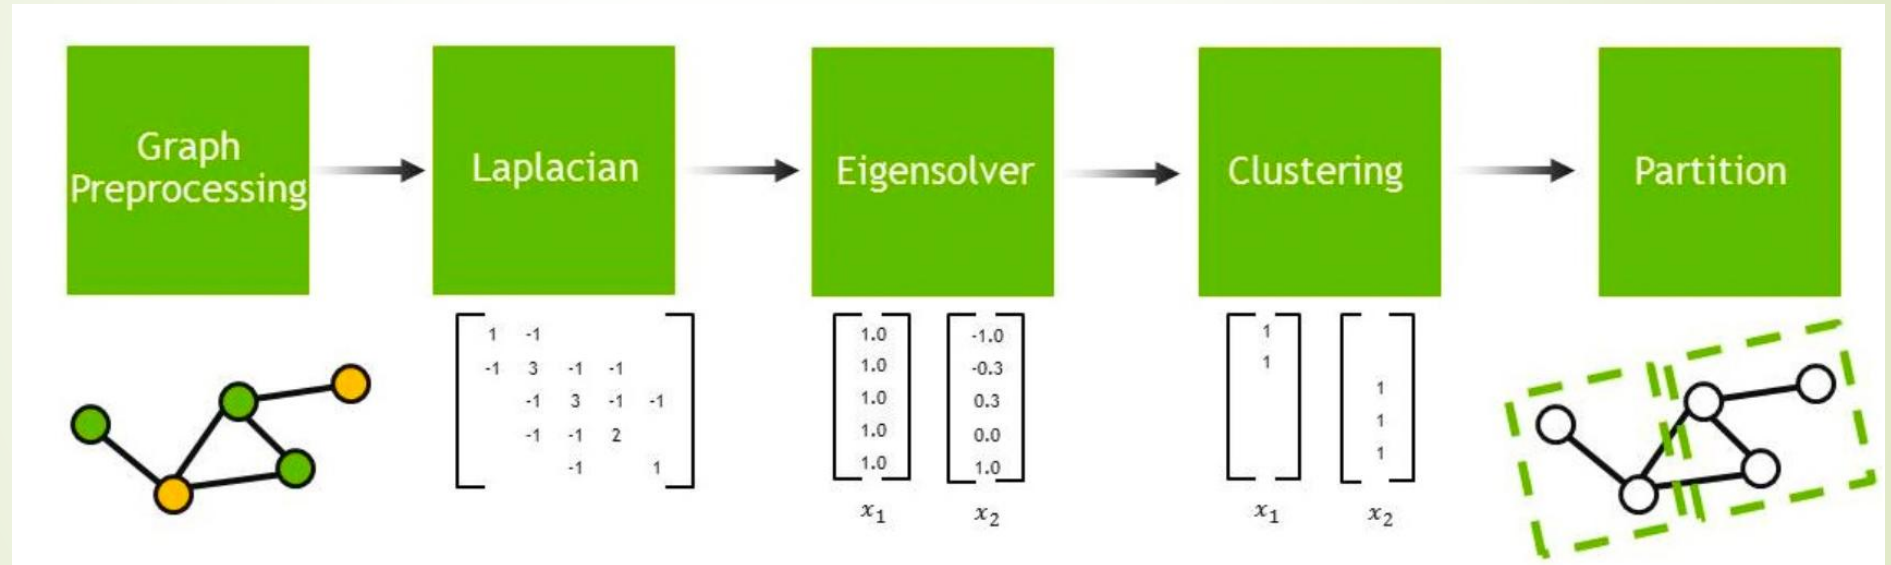 Graph
Preprocessing
Laplacian
Eigensolver
Clustering
Partition
1 -1
-1 3 -1 -1
-1 3 -1 -1
-1 -1 2
-1 1
1.0
1.0
1.0
1.0
1.0
x₁
-1.0
-0.3
0.3
0.0
1.0
x₂
1
1
x₁
1
1
1
x₂